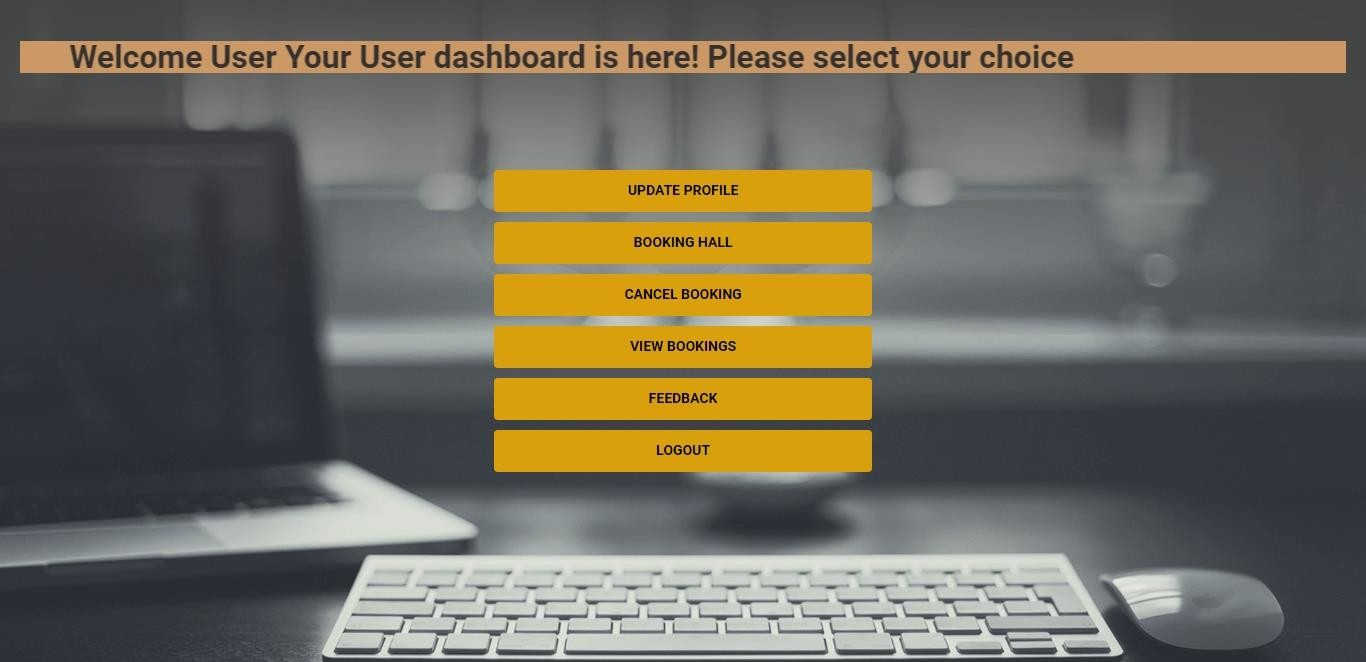 Welcome User Your User dashboard is here! Please select your choice
UPDATE PROFILE
BOOKING HALL
CANCEL BOOKING
VIEW BOOKINGS
FEEDBACK
LOGOUT